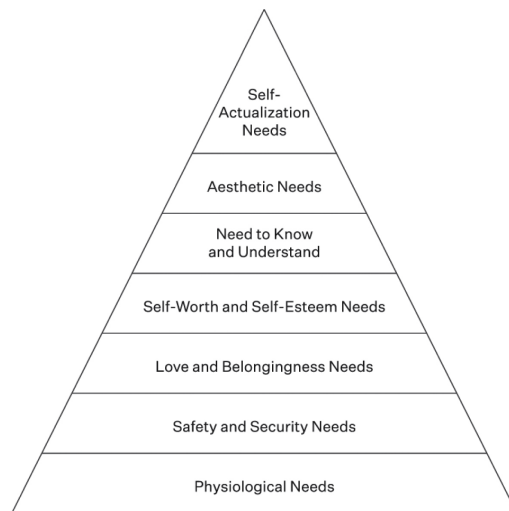 Self-
Actualization
Needs
Aesthetic Needs
Need to Know
and Understand
Self-Worth and Self-Esteem Needs
Love and Belongingness Needs
Safety and Security Needs
Physiological Needs